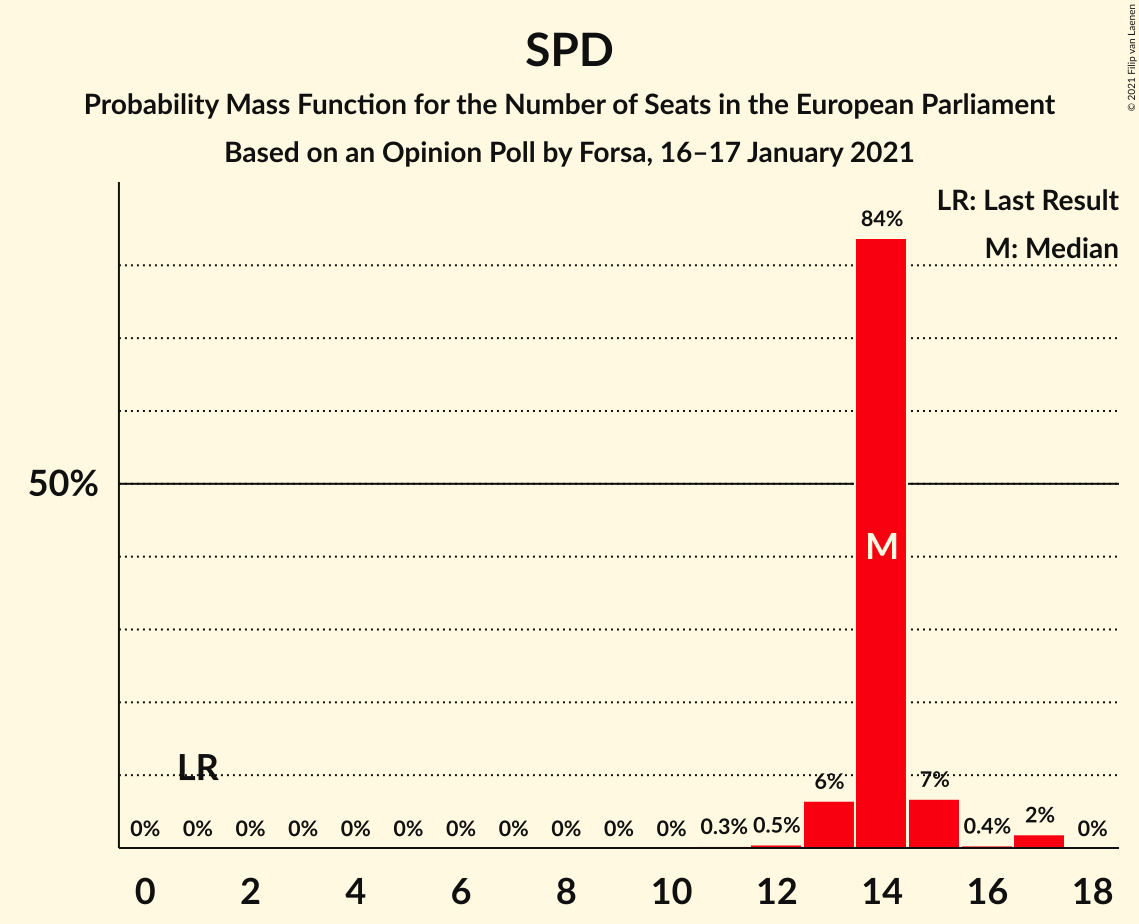 SPD
Probability Mass Function for the Number of Seats in the European Parliament
Based on an Opinion Poll by Forsa, 16–17 January 2021
© 2021 Filip van Laenen
LR: Last Result
M: Median
84%
50%
M
LR
0% 0% 0% 0% 0% 0% 0% 0% 0% 0% 0% 0.3% 0.5% 6% 7% 0.4% 2% 0%
0 2 4 6 8 10 12 14 16 18